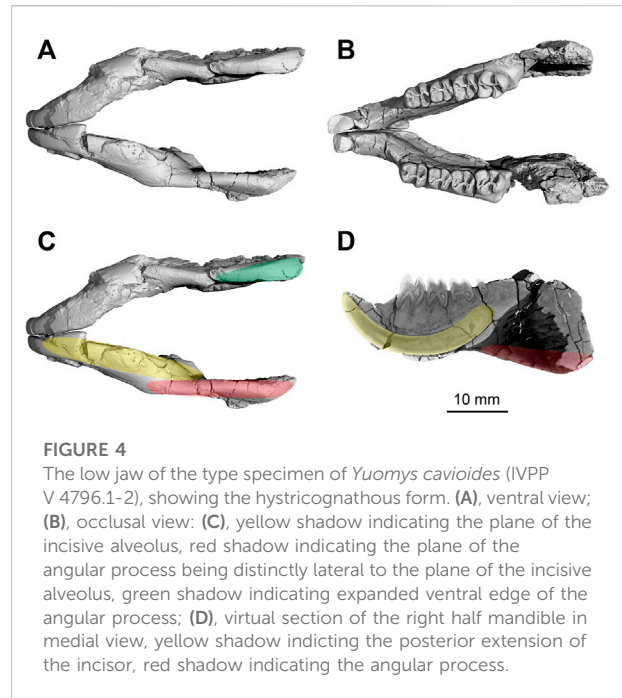 A
B
C
D
10 mm
FIGURE 4
The low jaw of the type specimen of Yuomys cavioides (IVPP
V 4796.1-2), showing the hystricognathous form. (A), ventral view;
(B), occlusal view: (C), yellow shadow indicating the plane of the
incisive alveolus, red shadow indicating the plane of the
angular process being distinctly lateral to the plane of the incisive
alveolus, green shadow indicating expanded ventral edge of the
angular process; (D), virtual section of the right half mandible in
medial view, yellow shadow indicting the posterior extension of
the incisor, red shadow indicating the angular process.